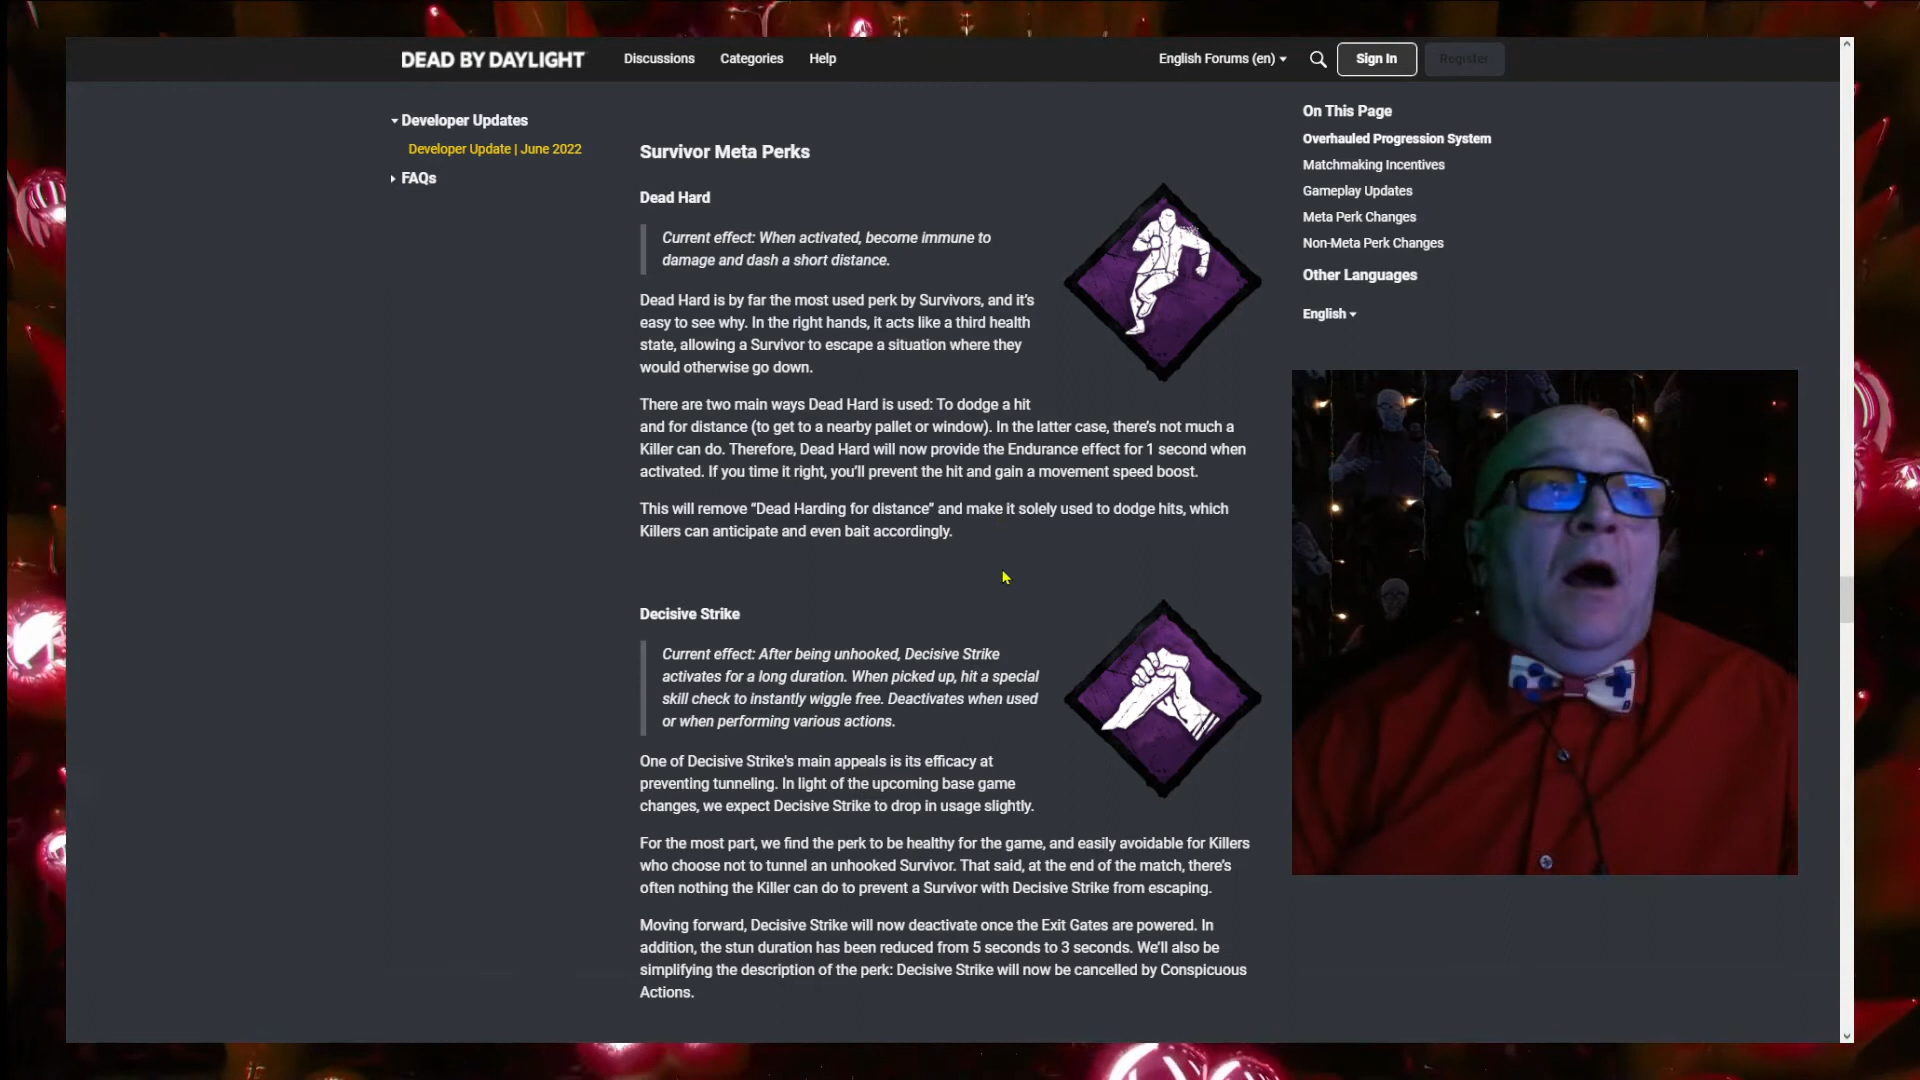 DEAD BY DAYLIGHT
Discussions
Categories
Help
English Forums (en)
Sign In
Register
Developer Updates
Developer Update | June 2022
FAQs
Survivor Meta Perks
Dead Hard
Current effect: When activated, become immune to
damage and dash a short distance.
Dead Hard is by far the most used perk by Survivors, and it's
easy to see why. In the right hands, it acts like a third health
state, allowing a Survivor to escape a situation where they
would otherwise go down.
There are two main ways Dead Hard is used: To dodge a hit
and for distance (to get to a nearby pallet or window). In the latter case, there's not much a
Killer can do. Therefore, Dead Hard will now provide the Endurance effect for 1 second when
activated. If you time it right, you'll prevent the hit and gain a movement speed boost.
This will remove “Dead Harding for distance” and make it solely used to dodge hits, which
Killers can anticipate and even bait accordingly.
Decisive Strike
Current effect: After being unhooked, Decisive Strike
activates for a long duration. When picked up, hit a special
skill check to instantly wiggle free. Deactivates when used
or when performing various actions.
One of Decisive Strike's main appeals is its efficacy at
preventing tunneling. In light of the upcoming base game
changes, we expect Decisive Strike to drop in usage slightly.
For the most part, we find the perk to be healthy for the game, and easily avoidable for Killers
who choose not to tunnel an unhooked Survivor. That said, at the end of the match, there's
often nothing the Killer can do to prevent a Survivor with Decisive Strike from escaping.
Moving forward, Decisive Strike will now deactivate once the Exit Gates are powered. In
addition, the stun duration has been reduced from 5 seconds to 3 seconds. We'll also be
simplifying the description of the perk: Decisive Strike will now be cancelled by Conspicuous
Actions.
On This Page
Overhauled Progression System
Matchmaking Incentives
Gameplay Updates
Meta Perk Changes
Non-Meta Perk Changes
Other Languages
English